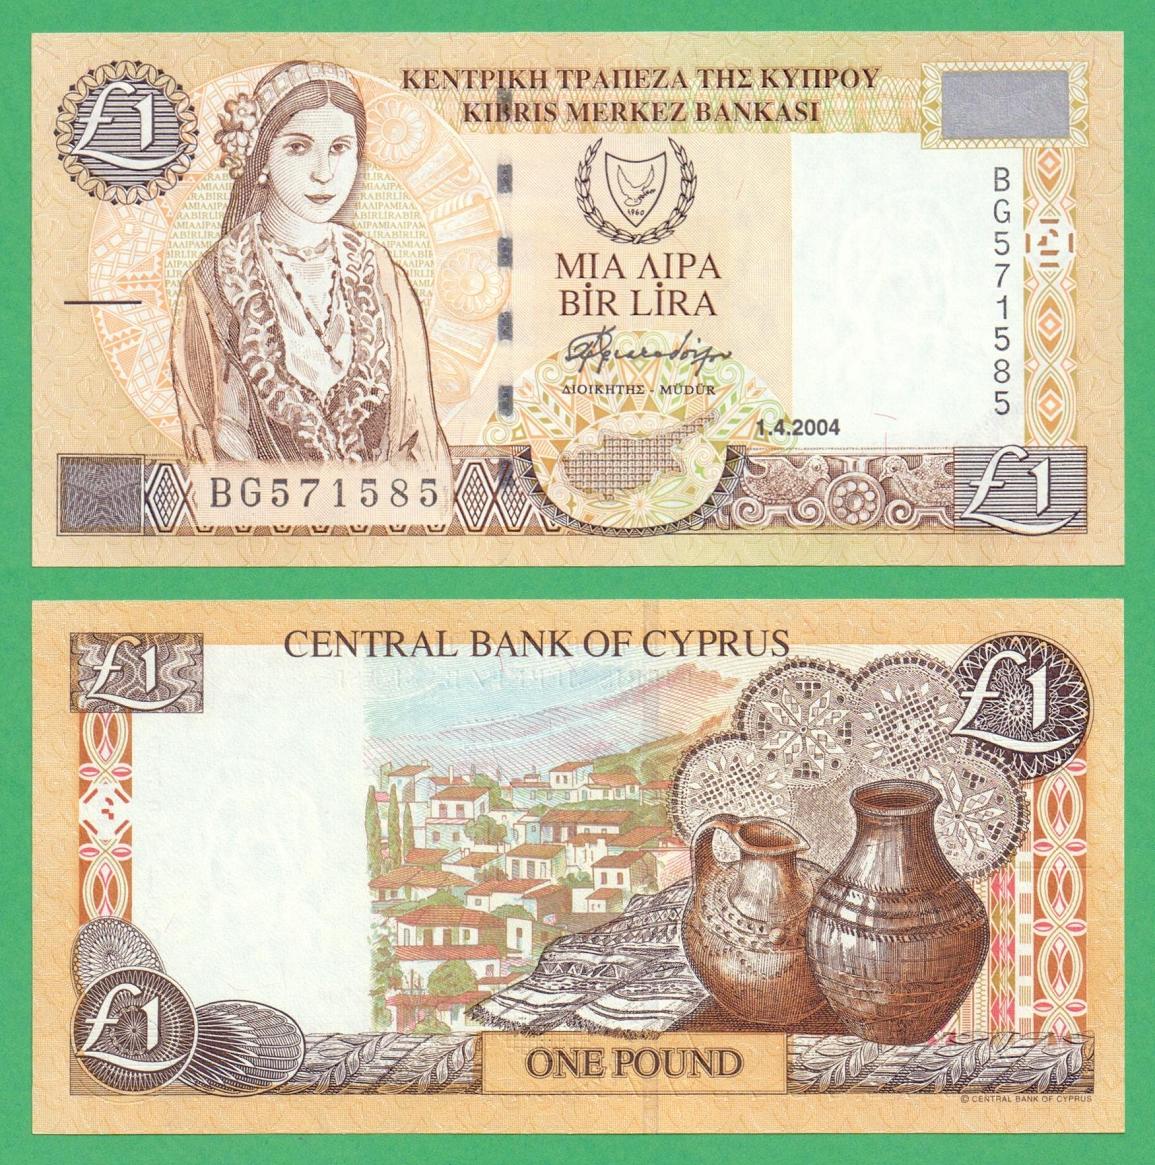 £1
ΚΕΝΤΡΙΚΗ ΤΡΑΠΕΖΑ ΤΗΣ ΚΥΠΡΟΥ
KIBRIS MERKEZ BANKASI
1960
ΜΙΑ ΛΙΡΑ
BİR LİRA
ΔΙΟΙΚΗΤΗΣ - MÜDÜR
1.4.2004
BG571585
BG571585
£1
CENTRAL BANK OF CYPRUS
£1
£1
£1
ONE POUND
© CENTRAL BANK OF CYPRUS